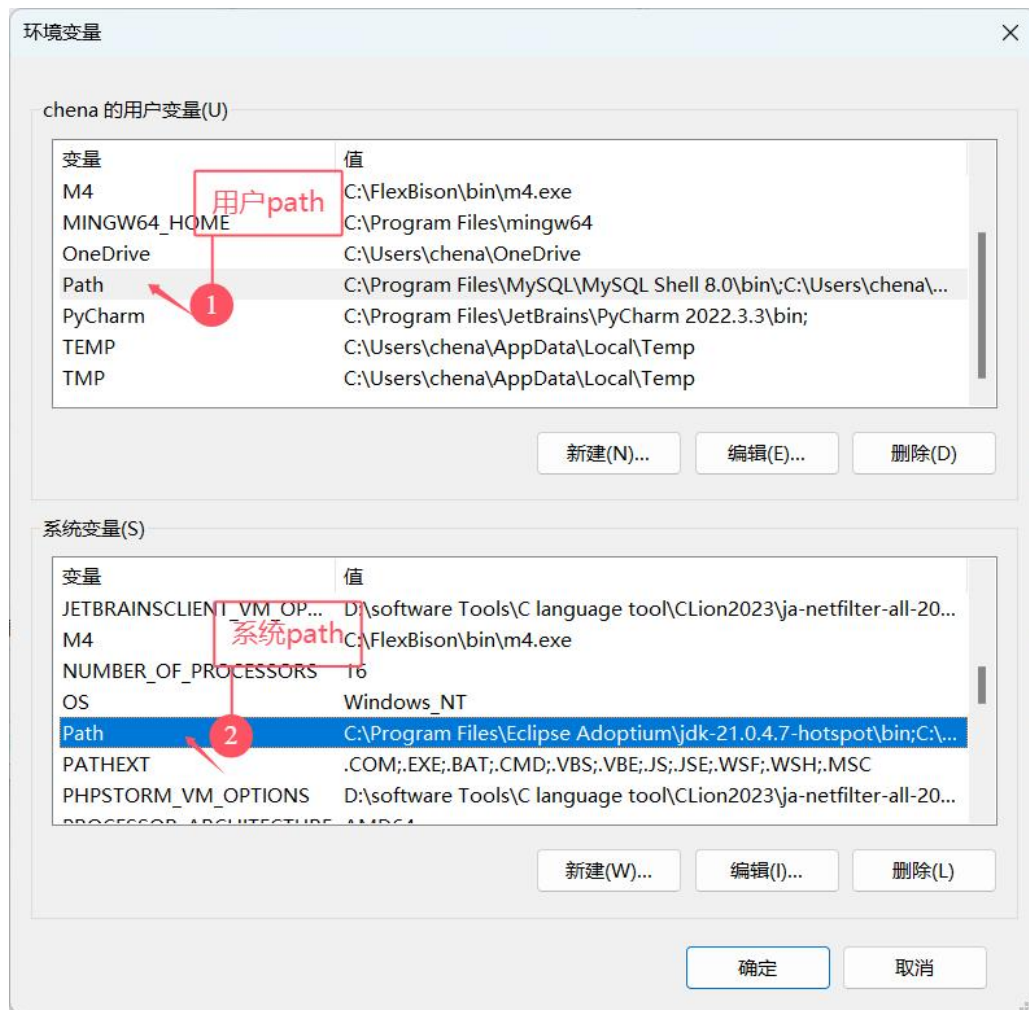 环境变量
chena 的用户变量(U)
变量 值
M4 C:\FlexBison\bin\m4.exe
用户path
MINGW64_HOME C:\Program Files\mingw64
OneDrive C:\Users\chena\OneDrive
Path C:\Program Files\MySQL\MySQL Shell 8.0\bin\;C:\Users\chena\...
1
PyCharm C:\Program Files\JetBrains\PyCharm 2022.3.3\bin;
TEMP C:\Users\chena\AppData\Local\Temp
TMP C:\Users\chena\AppData\Local\Temp
新建(N)... 编辑(E)... 删除(D)
系统变量(S)
变量 值
JETBRAINSCLIENT_VM_OP... D:\software Tools\C language tool\CLion2023\ja-netfilter-all-20...
系统path
M4 C:\FlexBison\bin\m4.exe
NUMBER_OF_PROCESSORS 16
OS Windows_NT
Path C:\Program Files\Eclipse Adoptium\jdk-21.0.4.7-hotspot\bin;C:\...
2
PATHEXT .COM;.EXE;.BAT;.CMD;.VBS;.VBE;.JS;.JSE;.WSF;.WSH;.MSC
PHPSTORM_VM_OPTIONS D:\software Tools\C language tool\CLion2023\ja-netfilter-all-20...
PROCESSOR_ARCHITECTURE AMD64
新建(W)... 编辑(I)... 删除(L)
确定 取消